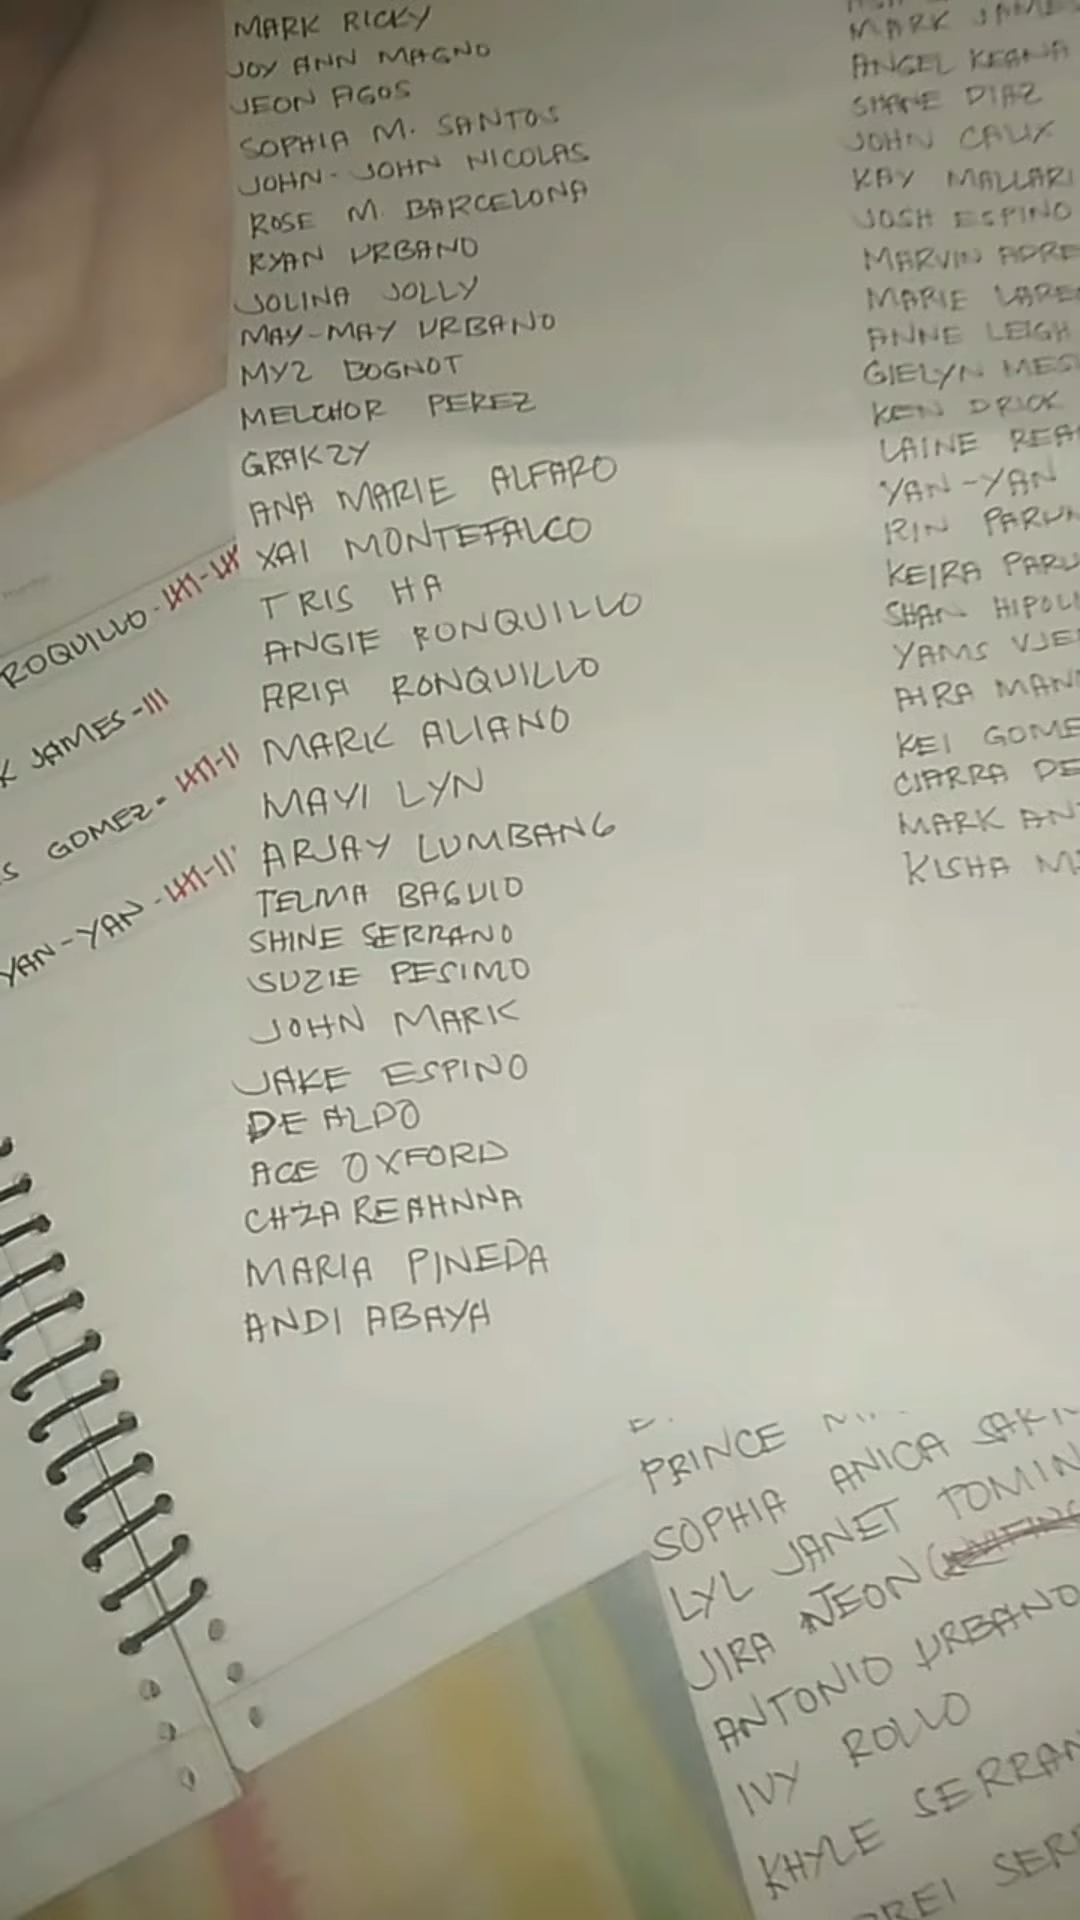 ROQUILLO -
JAMES -
GOMEZ -
YAN-YAN -
MARK RICKY
JOY ANN MAGNO
JEON AGOS
SOPHIA M. SANTOS
JOHN-JOHN NICOLAS
ROSE M. BARCELONA
RYAN URBANO
JOLINA JOLLY
MAY-MAY URBANO
MYZ BOGNOT
MELCHOR PEREZ
GRAKZY
ANA MARIE ALFARO
XAI MONTEFALCO
TRIS HA
ANGIE RONQUILLO
ARIA RONQUILLO
MARK ALIANO
MAYI LYN
ARJAY LUMBANG
TELMA BAGUIO
SHINE SERRANO
SUZIE PESIMO
JOHN MARK
JAKE ESPINO
DE ALDO
ACE OXFORD
CHZA REAHNNA
MARIA PINEDA
ANDI ABAYA
MARK
ANGEL KEANA
SHANE DIAZ
JOHN CALIX
KAY MALLARI
JOSH ESPINO
MARVIN
MARIE
ANNE LEIGH
GIELYN
KEN DRICK
LAINE
YAN-YAN
RIN
KEIRA
SHAN
YAMS
AIRA
KEI
CIARRA
MARK
KISHA
PRINCE
SOPHIA ANICA
LYL JANET
JIRA JEON
ANTONIO URBANO
IVY ROLLO
KHYLE